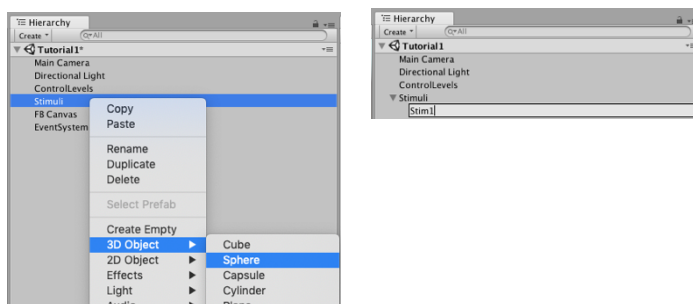 Hierarchy
Create
All
Tutorial1*
Main Camera
Directional Light
ControlLevels
Stimuli
FB Canvas
EventSystem
Copy
Paste
Rename
Duplicate
Delete
Select Prefab
Create Empty
3D Object
2D Object
Effects
Light
Audio
Cube
Sphere
Capsule
Cylinder
Plane
Hierarchy
Create
All
Tutorial1
Main Camera
Directional Light
ControlLevels
Stimuli
Stim1